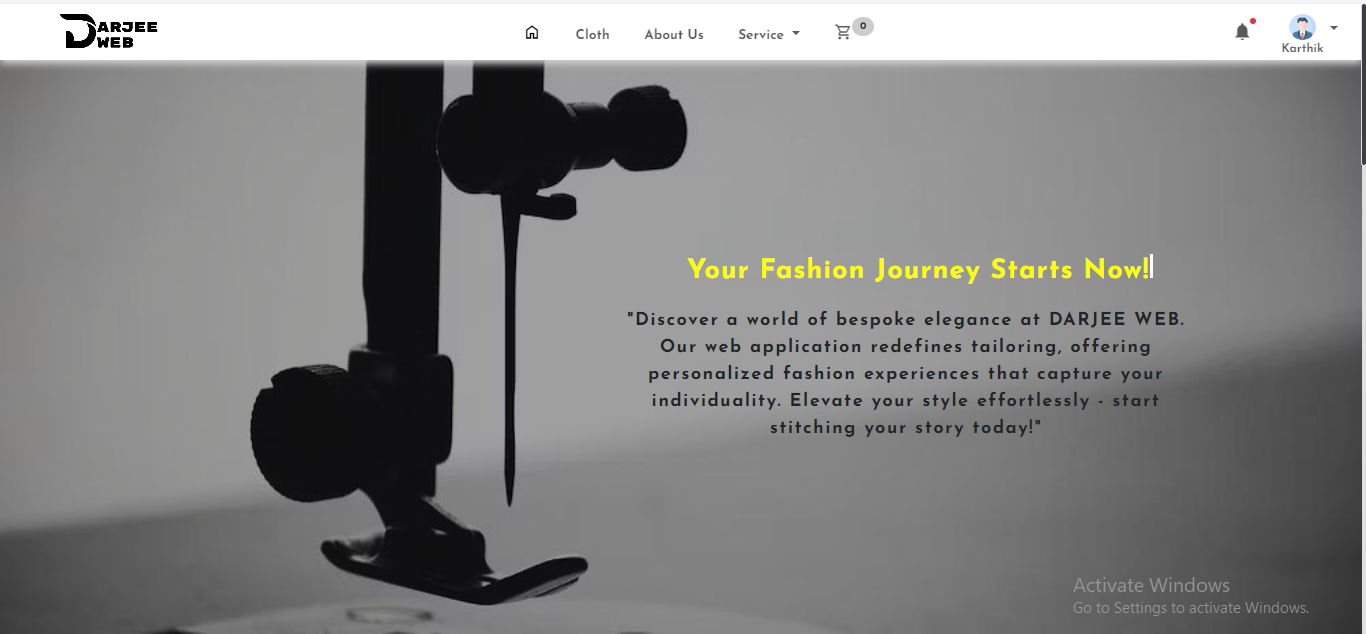 DARJEE
WEB
Cloth
About Us
Service
0
Karthik
Your Fashion Journey Starts Now!
"Discover a world of bespoke elegance at DARJEE WEB.
Our web application redefines tailoring, offering
personalized fashion experiences that capture your
individuality. Elevate your style effortlessly - start
stitching your story today!"
Activate Windows
Go to Settings to activate Windows.